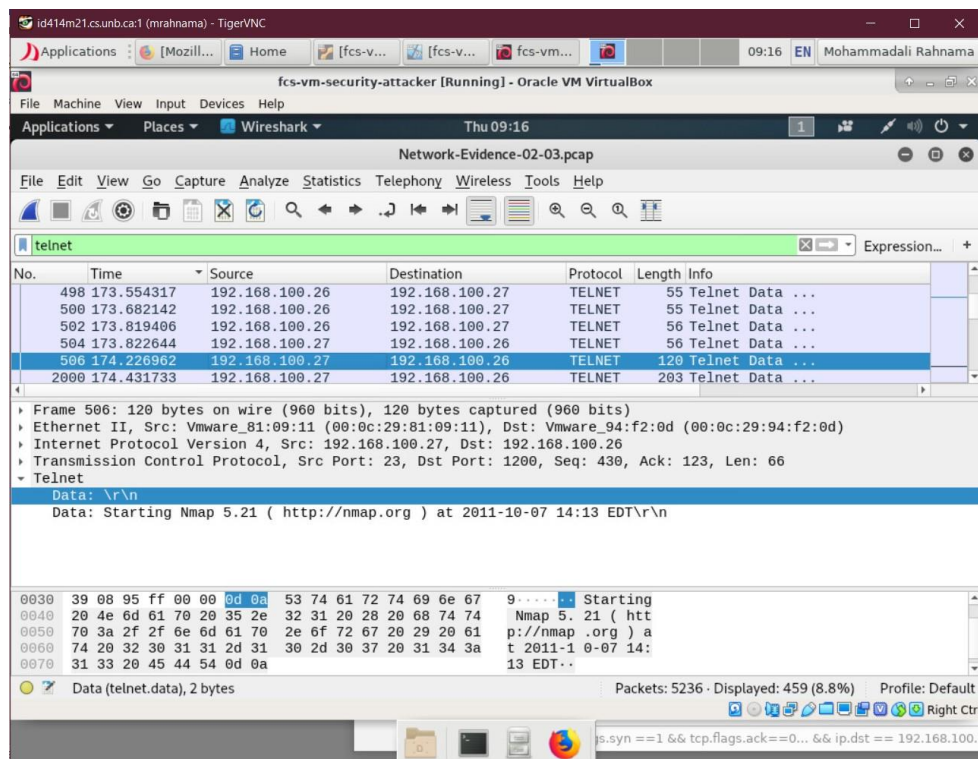 id414m21.cs.unb.ca:1 (mrahnama) - TigerVNC
Applications [Mozill... Home [fcs-v... [fcs-v... fcs-vm... 09:16 EN Mohammadali Rahnama
fcs-vm-security-attacker [Running] - Oracle VM VirtualBox
File Machine View Input Devices Help
Applications Places Wireshark Thu 09:16 1
Network-Evidence-02-03.pcap
File Edit View Go Capture Analyze Statistics Telephony Wireless Tools Help
telnet Expression... +
No. Time Source Destination Protocol Length Info
498 173.554317 192.168.100.26 192.168.100.27 TELNET 55 Telnet Data ...
500 173.682142 192.168.100.26 192.168.100.27 TELNET 55 Telnet Data ...
502 173.819406 192.168.100.26 192.168.100.27 TELNET 56 Telnet Data ...
504 173.822644 192.168.100.27 192.168.100.26 TELNET 56 Telnet Data ...
506 174.226962 192.168.100.27 192.168.100.26 TELNET 120 Telnet Data ...
2000 174.431733 192.168.100.27 192.168.100.26 TELNET 203 Telnet Data ...
Frame 506: 120 bytes on wire (960 bits), 120 bytes captured (960 bits)
Ethernet II, Src: Vmware_81:09:11 (00:0c:29:81:09:11), Dst: Vmware_94:f2:0d (00:0c:29:94:f2:0d)
Internet Protocol Version 4, Src: 192.168.100.27, Dst: 192.168.100.26
Transmission Control Protocol, Src Port: 23, Dst Port: 1200, Seq: 430, Ack: 123, Len: 66
Telnet
Data: \r\n
Data: Starting Nmap 5.21 ( http://nmap.org ) at 2011-10-07 14:13 EDT\r\n
0030 39 08 95 ff 00 00 0d 0a 53 74 61 72 74 69 6e 67 9······· Starting
0040 20 4e 6d 61 70 20 35 2e 32 31 20 28 20 68 74 74 Nmap 5. 21 ( htt
0050 70 3a 2f 2f 6e 6d 61 70 2e 6f 72 67 20 29 20 61 p://nmap .org ) a
0060 74 20 32 30 31 31 2d 31 30 2d 30 37 20 31 34 3a t 2011-1 0-07 14:
0070 31 33 20 45 44 54 0d 0a 13 EDT··
Data (telnet.data), 2 bytes Packets: 5236 · Displayed: 459 (8.8%) Profile: Default
Right Ctr
gs.syn ==1 && tcp.flags.ack==0... && ip.dst == 192.168.100.